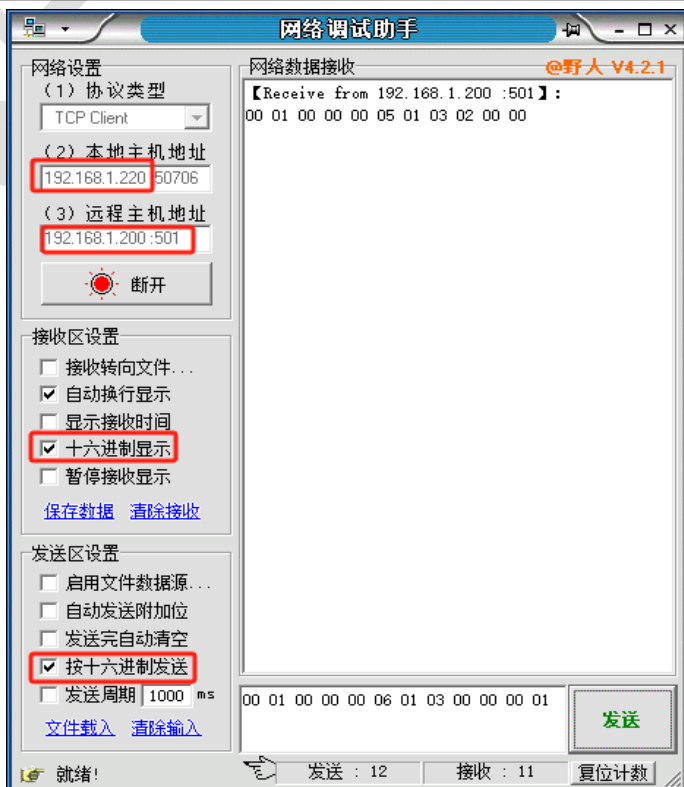 网络调试助手
网络设置
(1) 协议类型
TCP Client
(2) 本地主机地址
192.168.1.220 :50706
(3) 远程主机地址
192.168.1.200 :501
断开
接收区设置
接收转向文件...
自动换行显示
显示接收时间
十六进制显示
暂停接收显示
保存数据 清除接收
发送区设置
启用文件数据源...
自动发送附加位
发送完自动清空
按十六进制发送
发送周期 1000 ms
文件载入 清除输入
网络数据接收
@野人 V4.2.1
【Receive from 192.168.1.200 :501】:
00 01 00 00 00 05 01 03 02 00 00
00 01 00 00 00 06 01 03 00 00 00 01
发送
就绪!
发送 : 12
接收 : 11
复位计数